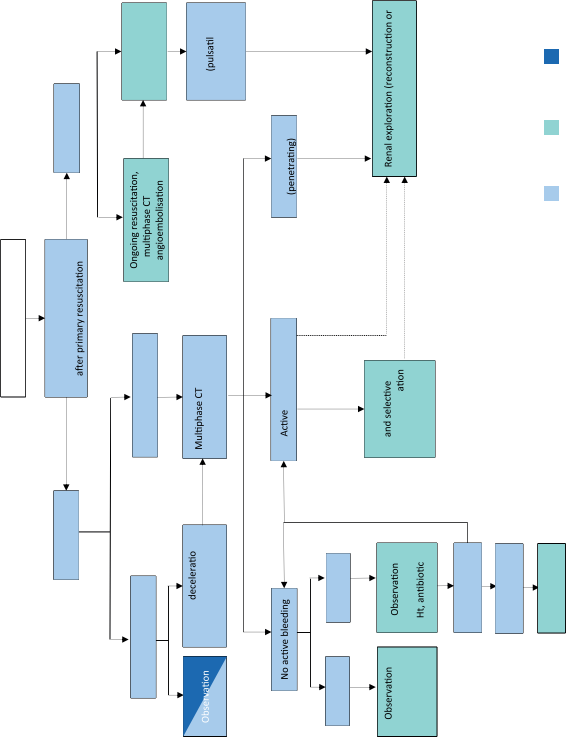 after primary resuscitation
Ongoing resuscitation,
multiphase CT
angioembolisation
(pulsatil
Renal exploration (reconstruction or
(penetrating)
Multiphase CT
Active
and selective
ation
deceleratio
Observation
No active bleeding
Observation
Ht, antibiotic
Observation